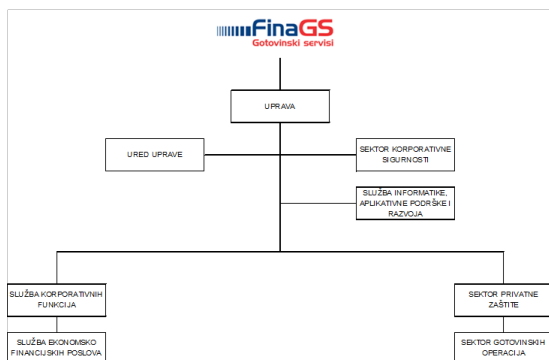 FinaGS
Gotovinski servisi
UPRAVA
URED UPRAVE
SEKTOR KORPORATIVNE
SIGURNOSTI
SLUŽBA INFORMATIKE,
APLIKATIVNE PODRŠKE I
RAZVOJA
SLUŽBA KORPORATIVNIH
FUNKCIJA
SEKTOR PRIVATNE
ZAŠTITE
SLUŽBA EKONOMSKO
FINANCIJSKIH POSLOVA
SEKTOR GOTOVINSKIH
OPERACIJA